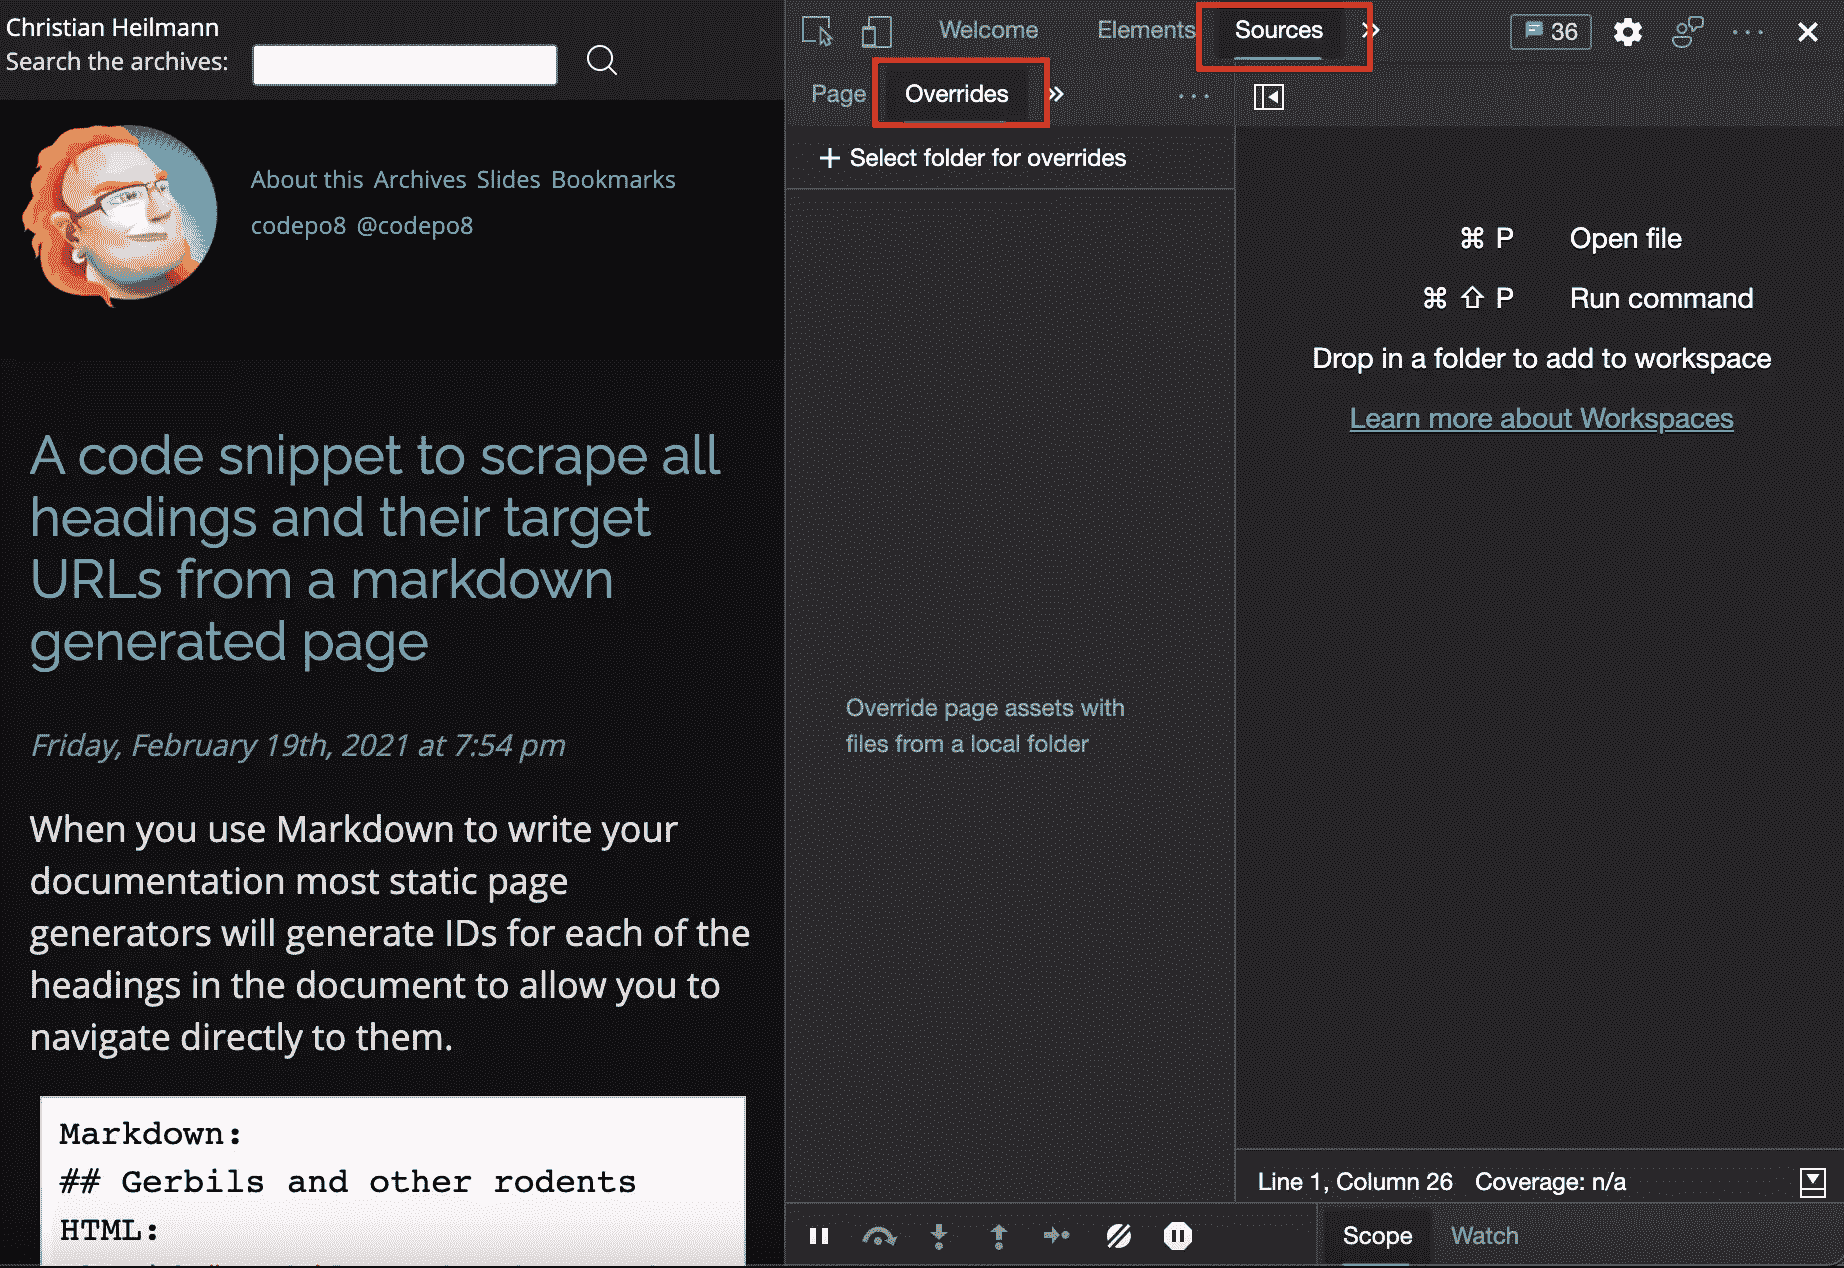 Christian Heilmann
Search the archives:
About this Archives Slides Bookmarks
codepo8 @codepo8
A code snippet to scrape all
headings and their target
URLs from a markdown
generated page
Friday, February 19th, 2021 at 7:54 pm
When you use Markdown to write your
documentation most static page
generators will generate IDs for each of the
headings in the document to allow you to
navigate directly to them.
Markdown:
## Gerbils and other rodents
HTML:
Welcome Elements Sources » 36
Page Overrides »
+ Select folder for overrides
Override page assets with
files from a local folder
⌘ P Open file
⌘ ⇧ P Run command
Drop in a folder to add to workspace
Learn more about Workspaces
Line 1, Column 26 Coverage: n/a
Scope Watch